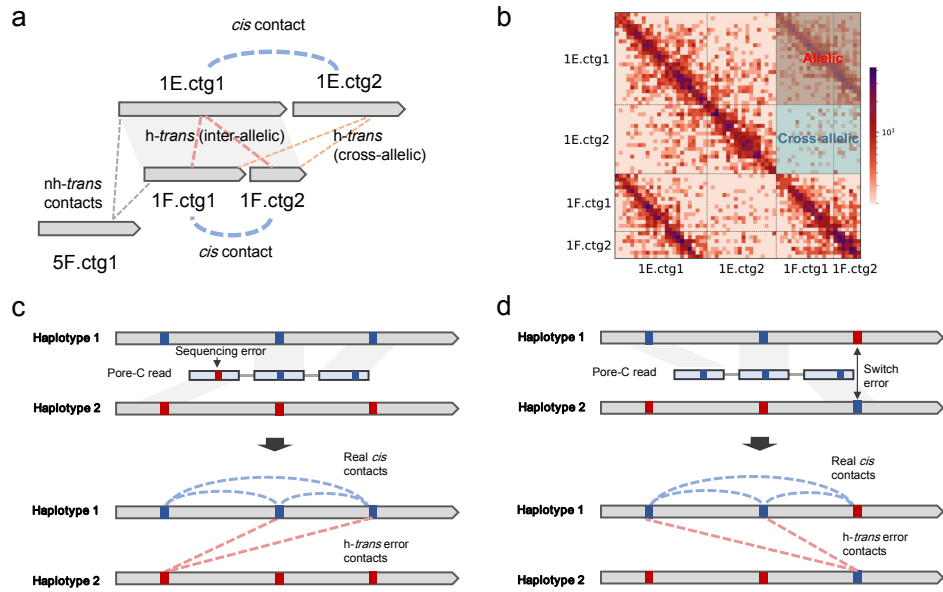 a
cis contact
1E.ctg1
1E.ctg2
h-trans (inter-allelic)
h-trans
(cross-allelic)
nh-trans
contacts
1F.ctg1
1F.ctg2
cis contact
5F.ctg1
b
1E.ctg1
1E.ctg2
1F.ctg1
1F.ctg2
Allelic
Cross-allelic
10³
1E.ctg1
1E.ctg2
1F.ctg1
1F.ctg2
c
Haplotype 1
Sequencing error
Pore-C read
Haplotype 2
Real cis
contacts
Haplotype 1
h-trans error
contacts
Haplotype 2
d
Haplotype 1
Pore-C read
Switch
error
Haplotype 2
Real cis
contacts
Haplotype 1
h-trans error
contacts
Haplotype 2